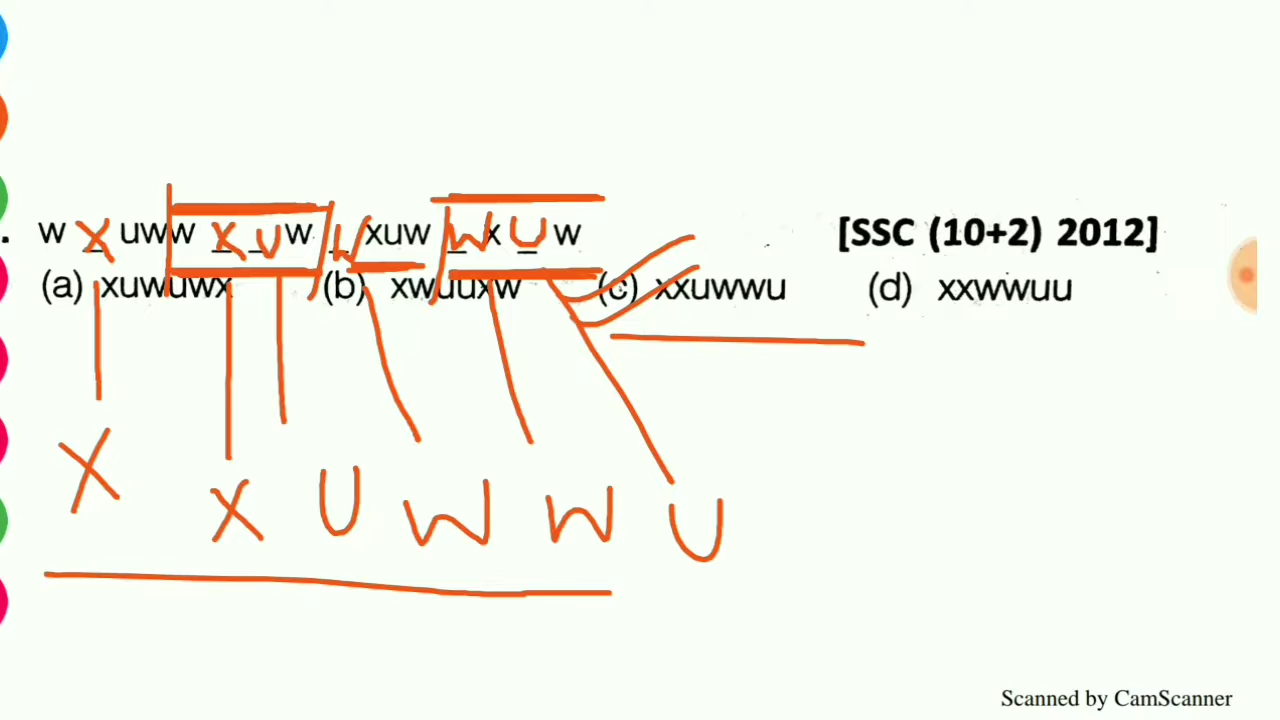 . w X uww X U w W xuw W x U w [SSC (10+2) 2012]
(a) xuwuwx (b) xwuuxw (c) xxuwwu (d) xxwwuu
X X U W W U
Scanned by CamScanner